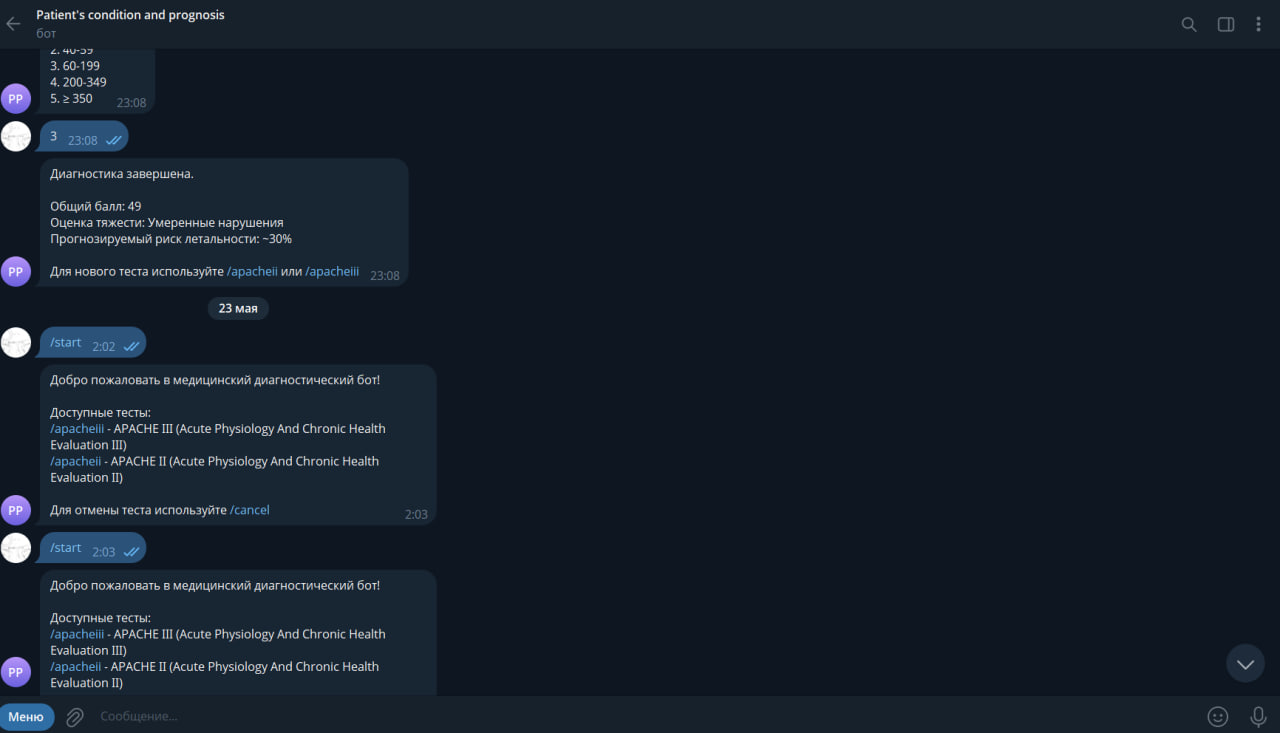 Patient's condition and prognosis
бот
2. 40-59
3. 60-199
4. 200-349
5. ≥ 350
23:08
PP
3 23:08
Диагностика завершена.
Общий балл: 49
Оценка тяжести: Умеренные нарушения
Прогнозируемый риск летальности: ~30%
Для нового теста используйте /apacheii или /apacheiii 23:08
PP
23 мая
/start 2:02
Добро пожаловать в медицинский диагностический бот!
Доступные тесты:
/apacheiii - APACHE III (Acute Physiology And Chronic Health
Evaluation III)
/apacheii - APACHE II (Acute Physiology And Chronic Health
Evaluation II)
Для отмены теста используйте /cancel 2:03
PP
/start 2:03
Добро пожаловать в медицинский диагностический бот!
Доступные тесты:
/apacheiii - APACHE III (Acute Physiology And Chronic Health
Evaluation III)
/apacheii - APACHE II (Acute Physiology And Chronic Health
Evaluation II)
PP
Меню
Сообщение...